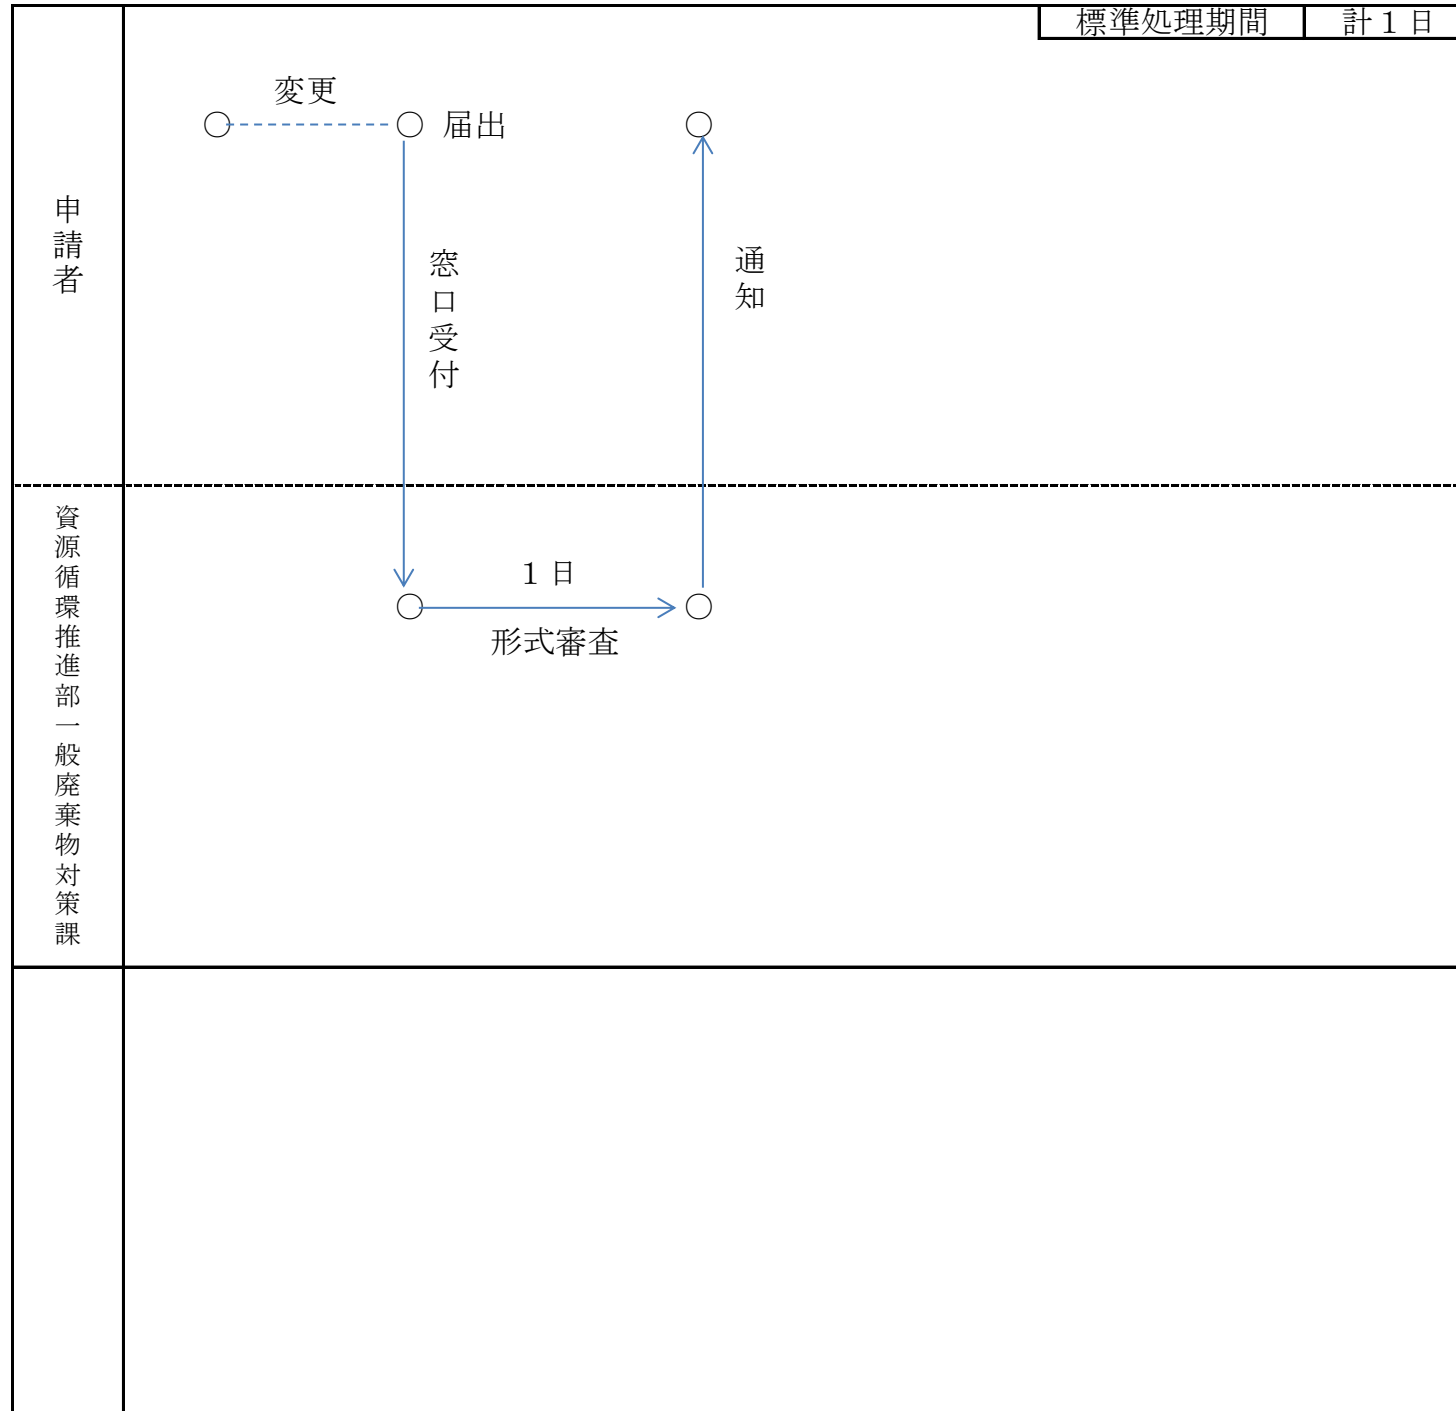 標準処理期間
計１日
変更
届出
申請者
窓口受付
通知
資源循環推進部一般廃棄物対策課
１日
形式審査